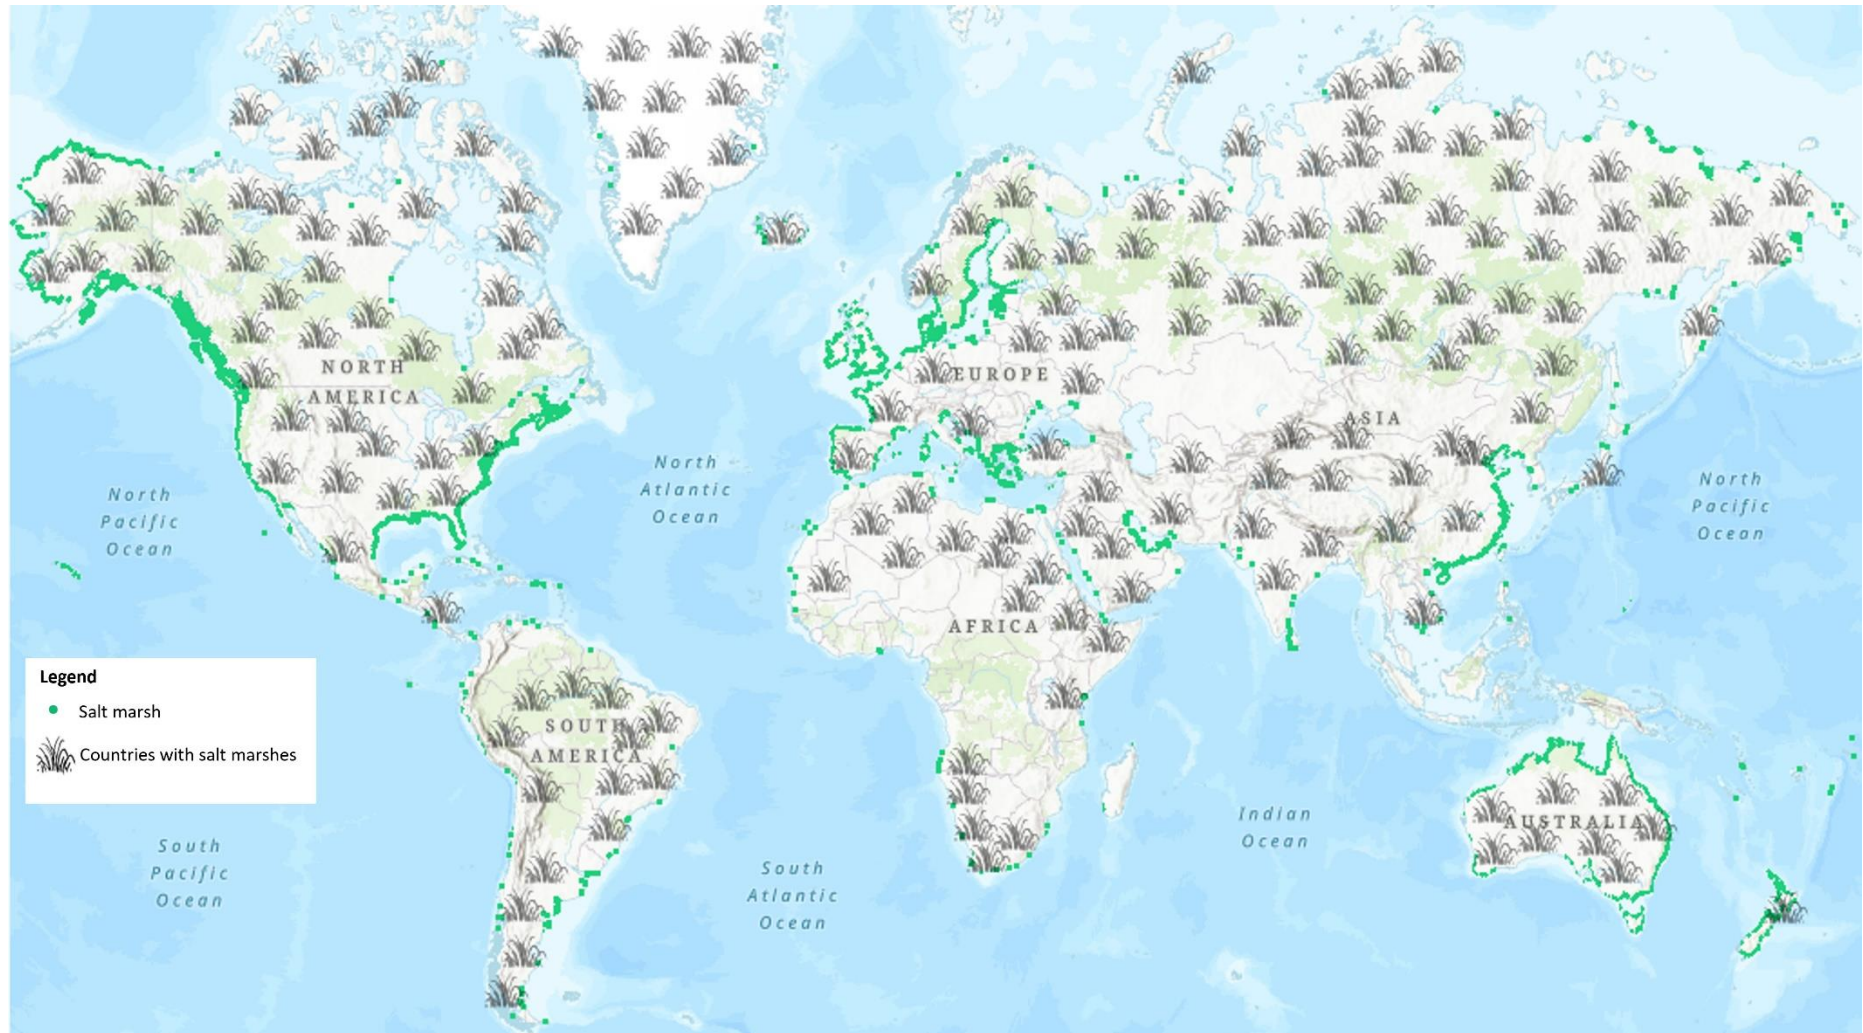 NORTH
AMERICA
EUROPE
ASIA
North
Pacific
Ocean
North
Atlantic
Ocean
North
Pacific
Ocean
AFRICA
Legend
Salt marsh
Countries with salt marshes
SOUTH
AMERICA
Indian
Ocean
AUSTRALIA
South
Pacific
Ocean
South
Atlantic
Ocean